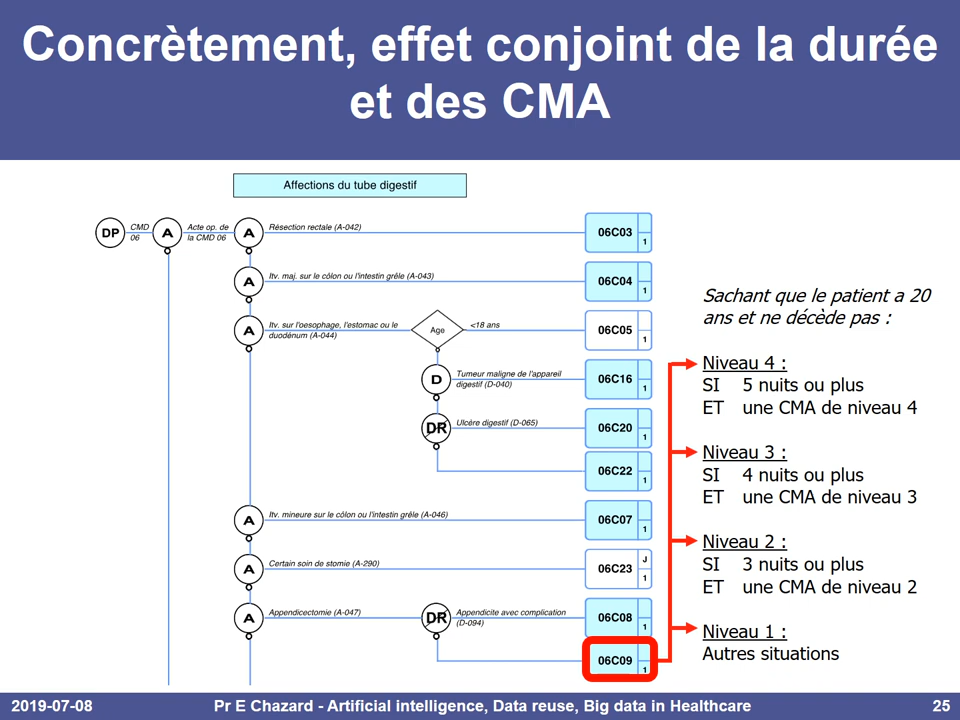 Concrètement, effet conjoint de la durée
et des CMA
Affections du tube digestif
DP
CMD
06
A
Acte op. de
la CMD 06
A
Résection rectale (A-042)
06C03
1
A
Itv. maj. sur le côlon ou l'intestin grêle (A-043)
06C04
1
A
Itv. sur l'oesophage, l'estomac ou le
duodénum (A-044)
Age
<18 ans
06C05
1
D
Tumeur maligne de l'appareil
digestif (D-040)
06C16
1
DR
Ulcère digestif (D-065)
06C20
1
06C22
1
A
Itv. mineure sur le côlon ou l'intestin grêle (A-046)
06C07
1
A
Certain soin de stomie (A-290)
06C23
J
1
A
Appendicectomie (A-047)
DR
Appendicite avec complication
(D-094)
06C08
1
06C09
1
Sachant que le patient a 20
ans et ne décède pas :
Niveau 4 :
SI 5 nuits ou plus
ET une CMA de niveau 4
Niveau 3 :
SI 4 nuits ou plus
ET une CMA de niveau 3
Niveau 2 :
SI 3 nuits ou plus
ET une CMA de niveau 2
Niveau 1 :
Autres situations
2019-07-08
Pr E Chazard - Artificial intelligence, Data reuse, Big data in Healthcare
25